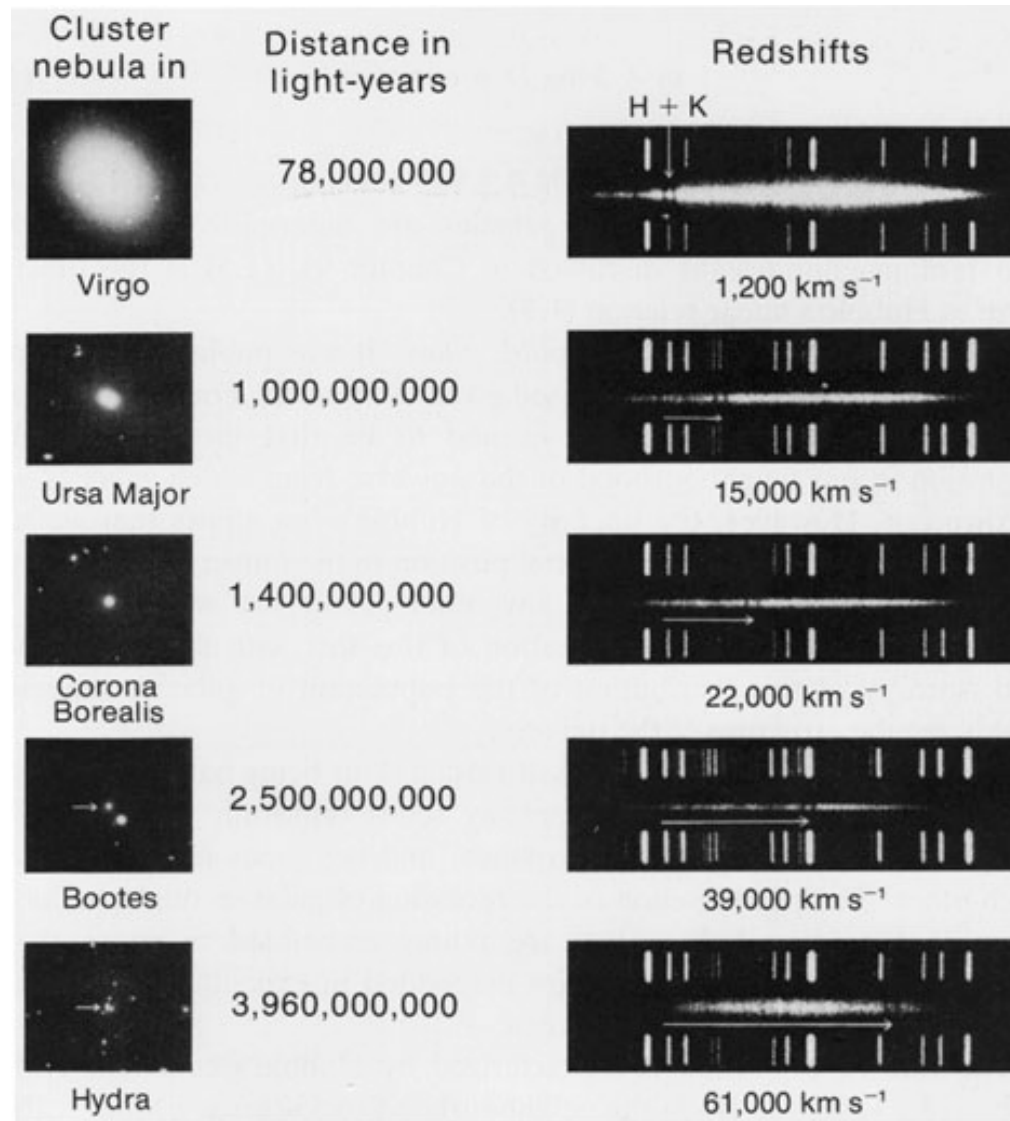 Cluster
nebula in
Distance in
light-years
Redshifts
H + K
78,000,000
Virgo
1,200 km s⁻¹
1,000,000,000
Ursa Major
15,000 km s⁻¹
1,400,000,000
Corona
Borealis
22,000 km s⁻¹
2,500,000,000
Bootes
39,000 km s⁻¹
3,960,000,000
Hydra
61,000 km s⁻¹